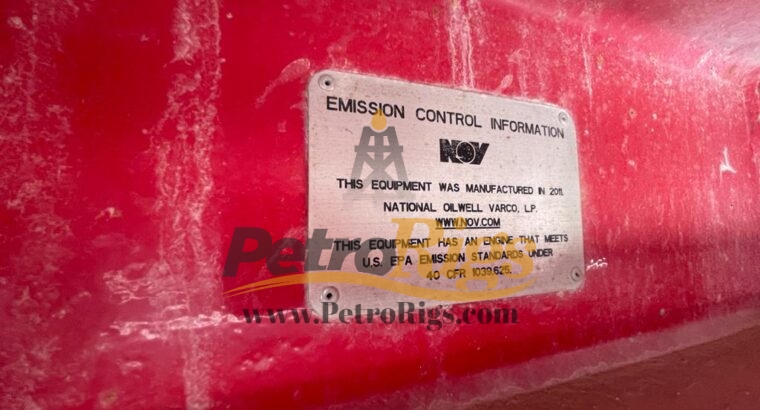 EMISSION CONTROL INFORMATION
NOV
THIS EQUIPMENT WAS MANUFACTURED IN 2011.
NATIONAL OILWELL VARCO, L.P.
WWW.NOV.COM
THIS EQUIPMENT HAS AN ENGINE THAT MEETS
U.S. EPA EMISSION STANDARDS UNDER
40 CFR 1039.625.
PetroRigs
www.PetroRigs.com